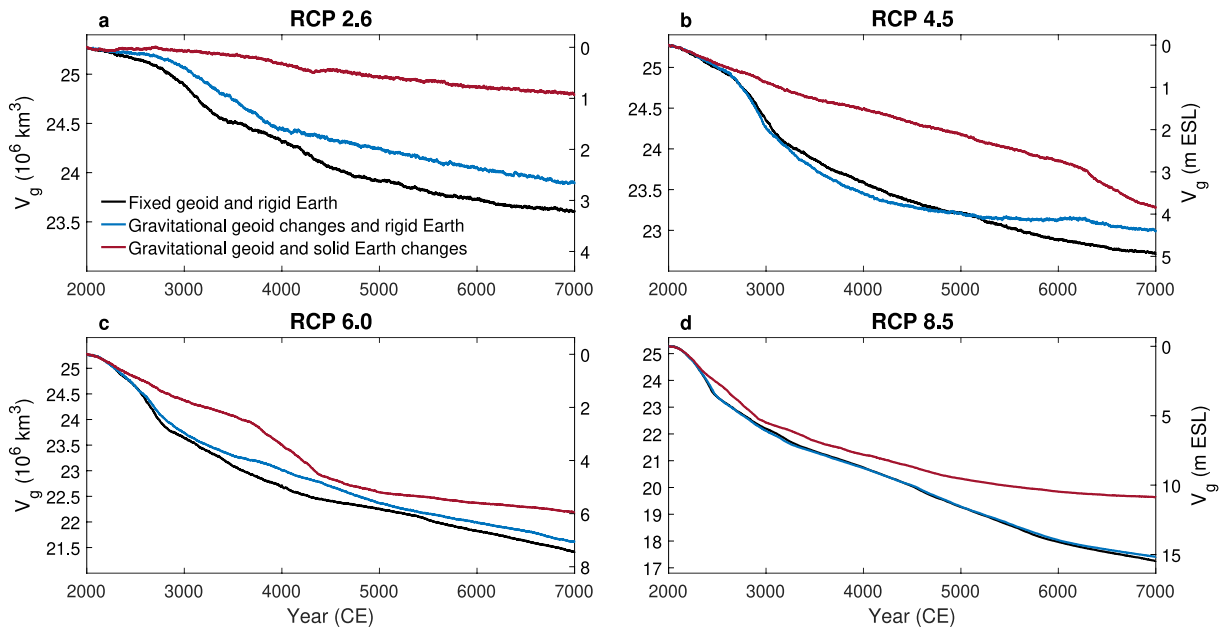 a RCP 2.6
V_g (10^6 km^3)
25
24.5
24
23.5
0
1
2
3
4
Fixed geoid and rigid Earth
Gravitational geoid changes and rigid Earth
Gravitational geoid and solid Earth changes
2000 3000 4000 5000 6000 7000
b RCP 4.5
25
24.5
24
23.5
23
0
1
2
3
4
5
V_g (m ESL)
2000 3000 4000 5000 6000 7000
c RCP 6.0
V_g (10^6 km^3)
25
24.5
24
23.5
23
22.5
22
21.5
0
2
4
6
8
2000 3000 4000 5000 6000 7000
Year (CE)
d RCP 8.5
25
24
23
22
21
20
19
18
17
0
5
10
15
V_g (m ESL)
2000 3000 4000 5000 6000 7000
Year (CE)